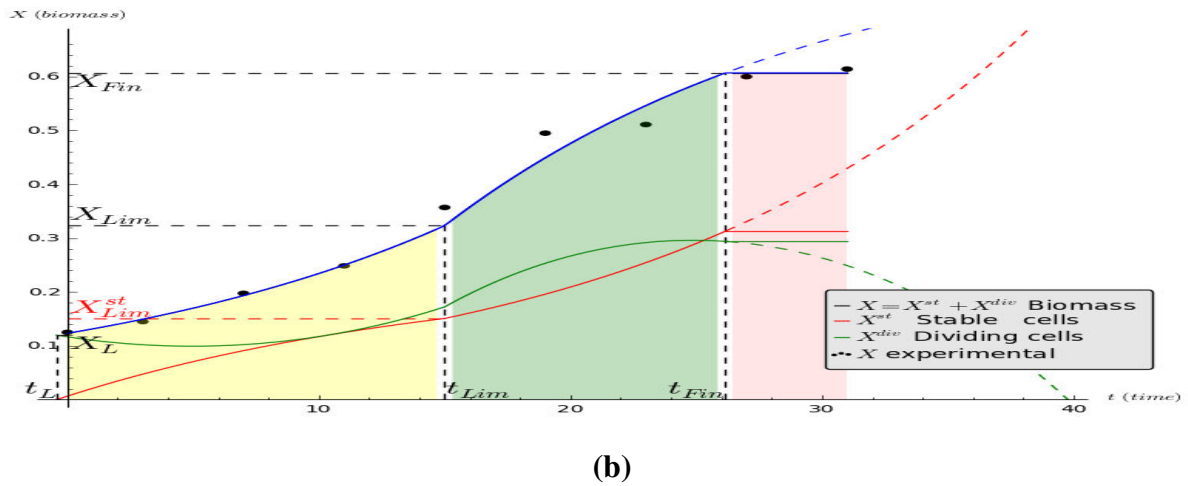 X (biomass)
0.6
X_Fin
0.5
0.4
X_Lim
0.3
0.2
X^st_Lim
X = X^st + X^div Biomass
X^st Stable cells
X^div Dividing cells
X experimental
0.1
X_L
t_L
t_Lim
t_Fin
10
20
30
40
t (time)
(b)